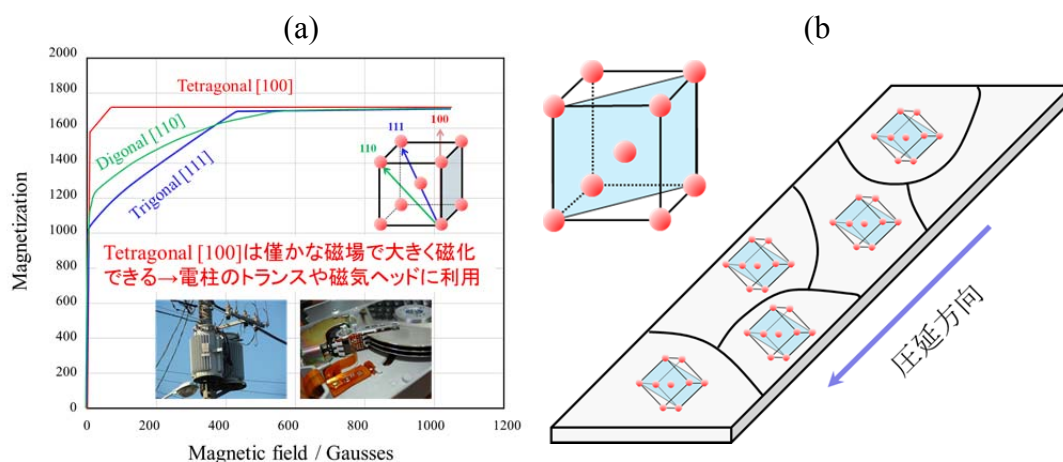 (a)
(b)
2000
1800
1600
1400
1200
1000
800
600
400
200
0
Magnetization
Tetragonal [100]
Digonal [110]
Trigonal [111]
111
100
110
Tetragonal [100]は僅かな磁場で大きく磁化
できる→電柱のトランスや磁気ヘッドに利用
0
200
400
600
800
1000
1200
Magnetic field / Gausses
圧延方向